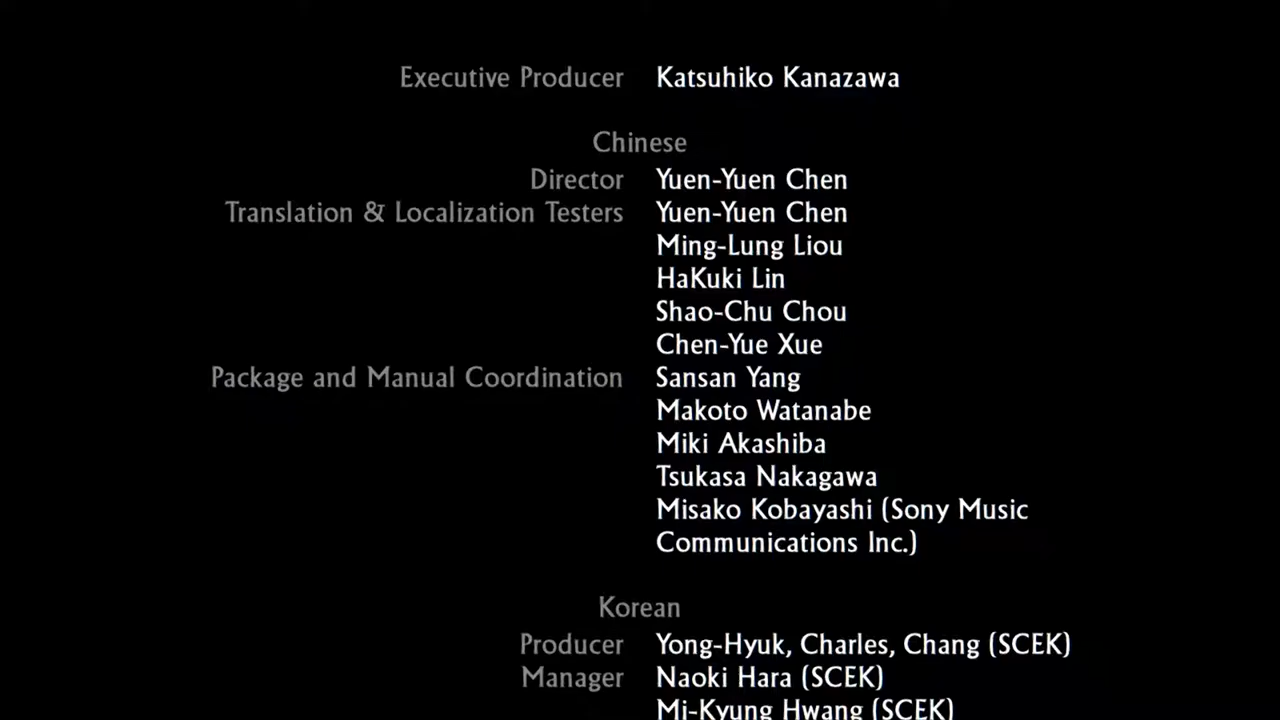 Executive Producer Katsuhiko Kanazawa
Chinese
Director Yuen-Yuen Chen
Translation & Localization Testers Yuen-Yuen Chen
Ming-Lung Liou
HaKuki Lin
Shao-Chu Chou
Chen-Yue Xue
Package and Manual Coordination Sansan Yang
Makoto Watanabe
Miki Akashiba
Tsukasa Nakagawa
Misako Kobayashi (Sony Music
Communications Inc.)
Korean
Producer Yong-Hyuk, Charles, Chang (SCEK)
Manager Naoki Hara (SCEK)
Mi-Kyung Hwang (SCEK)